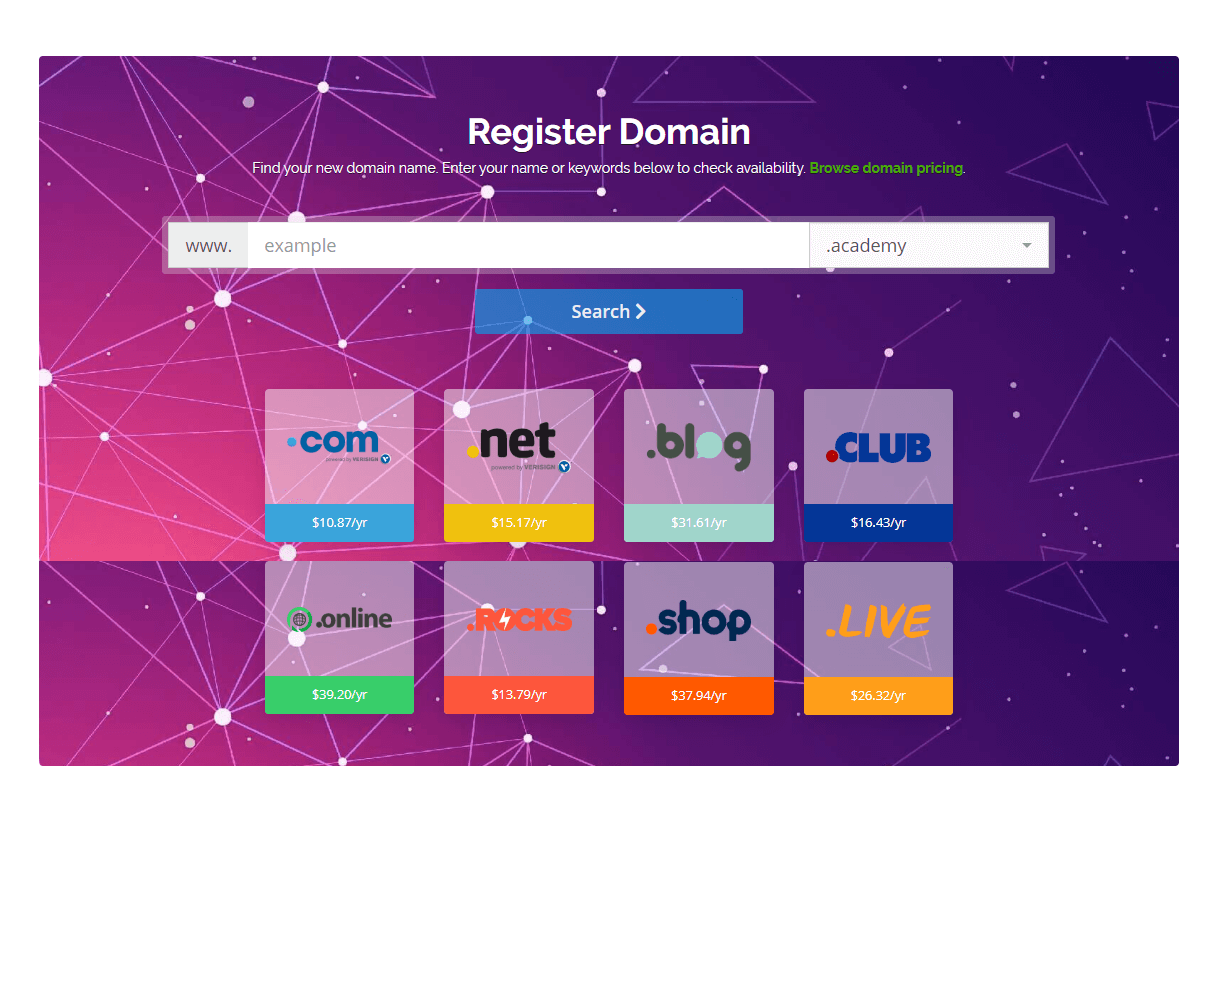 Register Domain
Find your new domain name. Enter your name or keywords below to check availability. Browse domain pricing.
www. example .academy
Search
.com .net .blog .CLUB
powered by VERISIGN powered by VERISIGN
$10.87/yr $15.17/yr $31.61/yr $16.43/yr
.online .ROCKS .shop .LIVE
$39.20/yr $13.79/yr $37.94/yr $26.32/yr